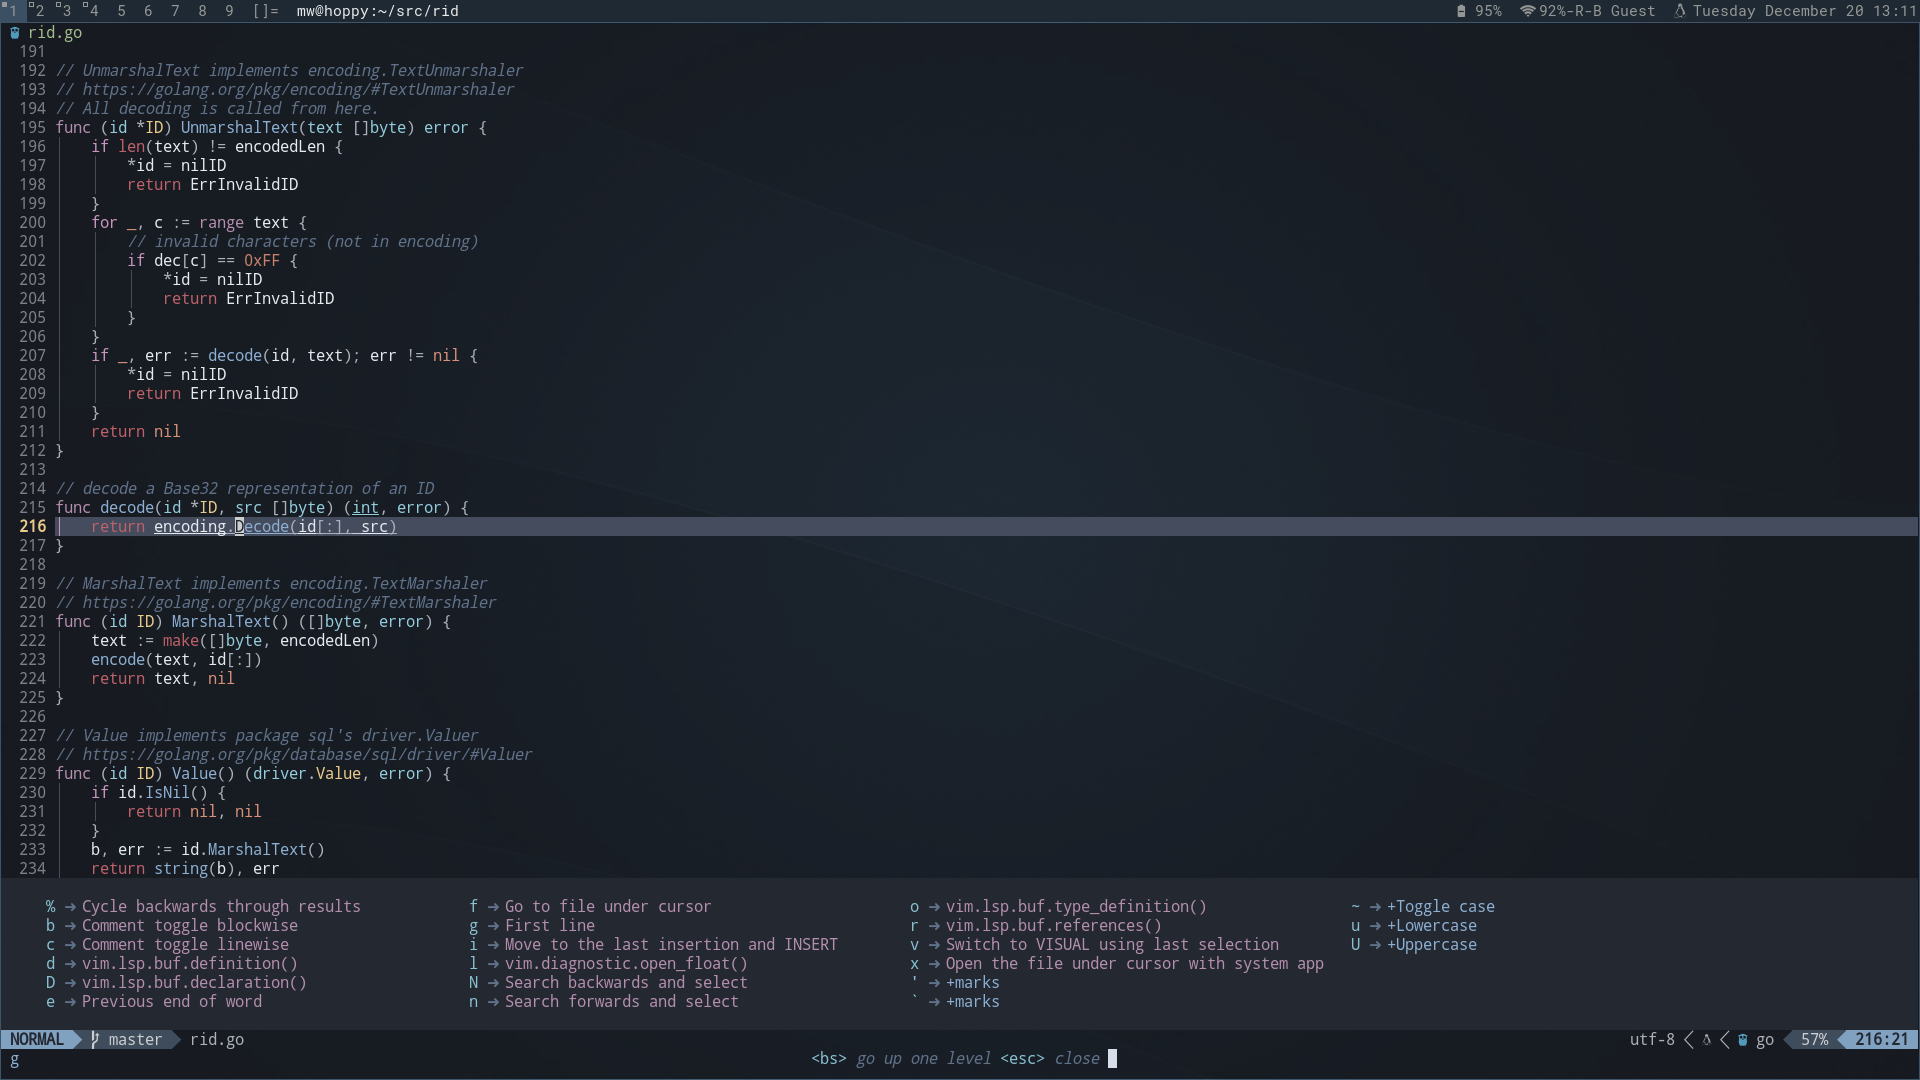 1 2 3 4 5 6 7 8 9 []= mw@hoppy:~/src/rid 95% 92%-R-B Guest Tuesday December 20 13:11
rid.go
191
192 // UnmarshalText implements encoding.TextUnmarshaler
193 // https://golang.org/pkg/encoding/#TextUnmarshaler
194 // All decoding is called from here.
195 func (id *ID) UnmarshalText(text []byte) error {
196     if len(text) != encodedLen {
197         *id = nilID
198         return ErrInvalidID
199     }
200     for _, c := range text {
201         // invalid characters (not in encoding)
202         if dec[c] == 0xFF {
203             *id = nilID
204             return ErrInvalidID
205         }
206     }
207     if _, err := decode(id, text); err != nil {
208         *id = nilID
209         return ErrInvalidID
210     }
211     return nil
212 }
213
214 // decode a Base32 representation of an ID
215 func decode(id *ID, src []byte) (int, error) {
216     return encoding.Decode(id[:], src)
217 }
218
219 // MarshalText implements encoding.TextMarshaler
220 // https://golang.org/pkg/encoding/#TextMarshaler
221 func (id ID) MarshalText() ([]byte, error) {
222     text := make([]byte, encodedLen)
223     encode(text, id[:])
224     return text, nil
225 }
226
227 // Value implements package sql's driver.Valuer
228 // https://golang.org/pkg/database/sql/driver/#Valuer
229 func (id ID) Value() (driver.Value, error) {
230     if id.IsNil() {
231         return nil, nil
232     }
233     b, err := id.MarshalText()
234     return string(b), err
% → Cycle backwards through results f → Go to file under cursor o → vim.lsp.buf.type_definition() ~ → +Toggle case
b → Comment toggle blockwise g → First line r → vim.lsp.buf.references() u → +Lowercase
c → Comment toggle linewise i → Move to the last insertion and INSERT v → Switch to VISUAL using last selection U → +Uppercase
d → vim.lsp.buf.definition() l → vim.diagnostic.open_float() x → Open the file under cursor with system app
D → vim.lsp.buf.declaration() N → Search backwards and select ' → +marks
e → Previous end of word n → Search forwards and select ` → +marks
NORMAL master rid.go utf-8 go 57% 216:21
g <bs> go up one level <esc> close